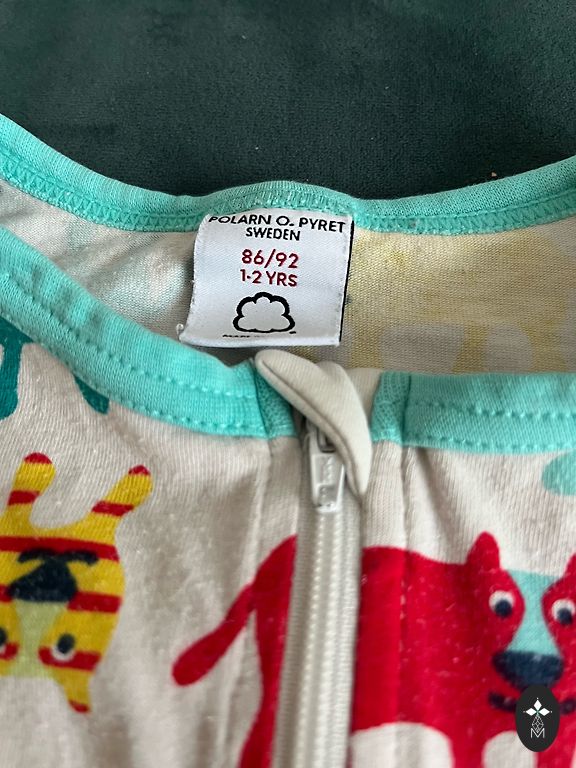 POLARN O. PYRET
SWEDEN
86/92
1-2 YRS